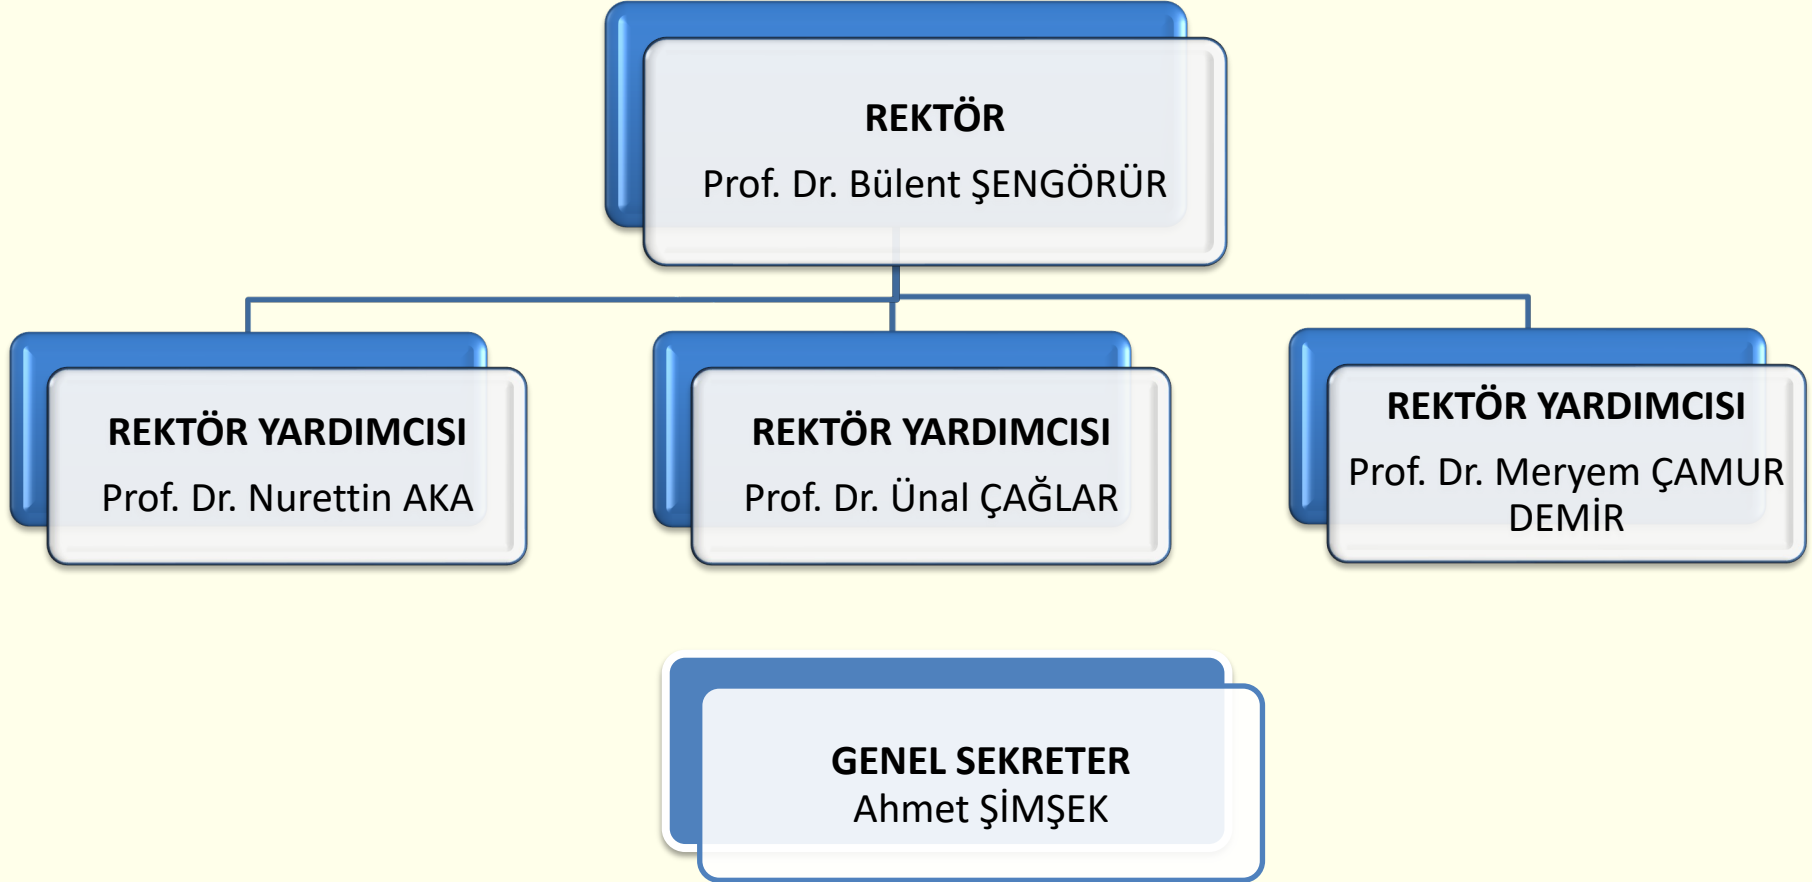 REKTÖR
Prof. Dr. Bülent ŞENGÖRÜR
REKTÖR YARDIMCISI
Prof. Dr. Nurettin AKA
REKTÖR YARDIMCISI
Prof. Dr. Ünal ÇAĞLAR
REKTÖR YARDIMCISI
Prof. Dr. Meryem ÇAMUR
DEMİR
GENEL SEKRETER
Ahmet ŞİMŞEK